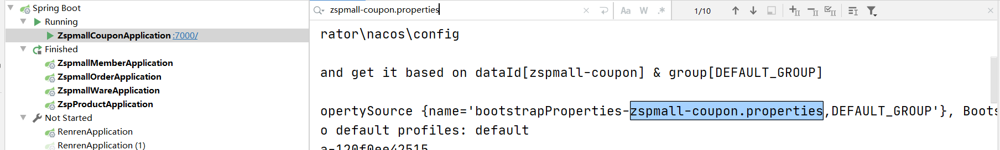 Spring Boot
Running
ZspmallCouponApplication :7000/
Finished
ZspmallMemberApplication
ZspmallOrderApplication
ZspmallWareApplication
ZspProductApplication
Not Started
RenrenApplication
RenrenApplication (1)
zspmall-coupon.properties
Aa W .* 1/10
rator\nacos\config
and get it based on dataId[zspmall-coupon] & group[DEFAULT_GROUP]
opertySource {name='bootstrapProperties-zspmall-coupon.properties,DEFAULT_GROUP'}, Boots
o default profiles: default
a-120f0ee42515